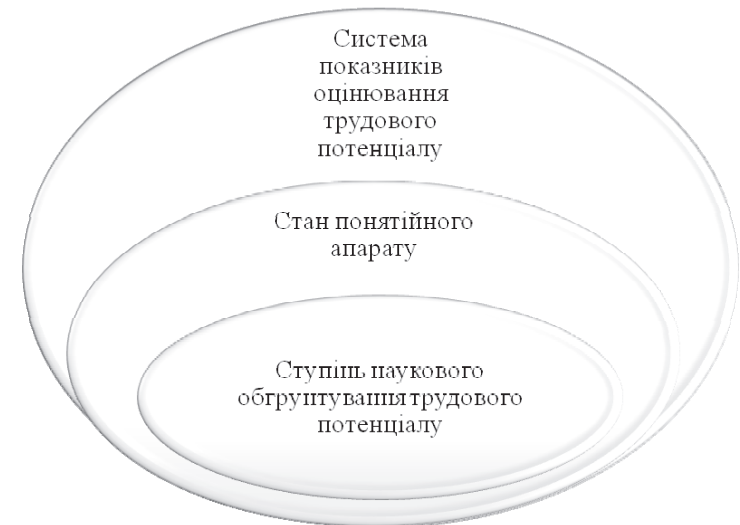 Система
показників
оцінювання
трудового
потенціалу
Стан понятійного
апарату
Ступінь наукового
обгрунтування трудового
потенціалу